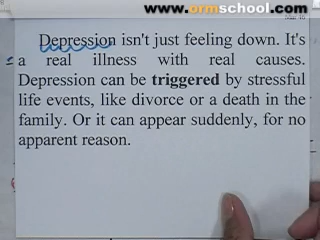 www.ormschool.com
Depression isn't just feeling down. It's
a real illness with real causes.
Depression can be triggered by stressful
life events, like divorce or a death in the
family. Or it can appear suddenly, for no
apparent reason.